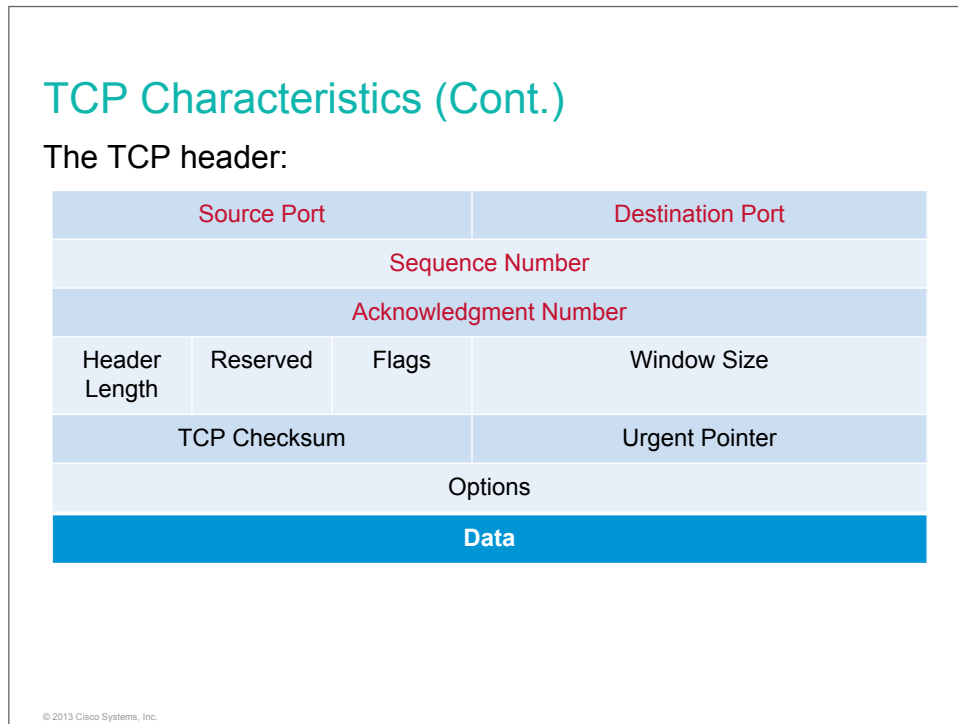 TCP Characteristics (Cont.)
The TCP header:
Source Port
Destination Port
Sequence Number
Acknowledgment Number
Header
Length
Reserved
Flags
Window Size
TCP Checksum
Urgent Pointer
Options
Data
© 2013 Cisco Systems, Inc.